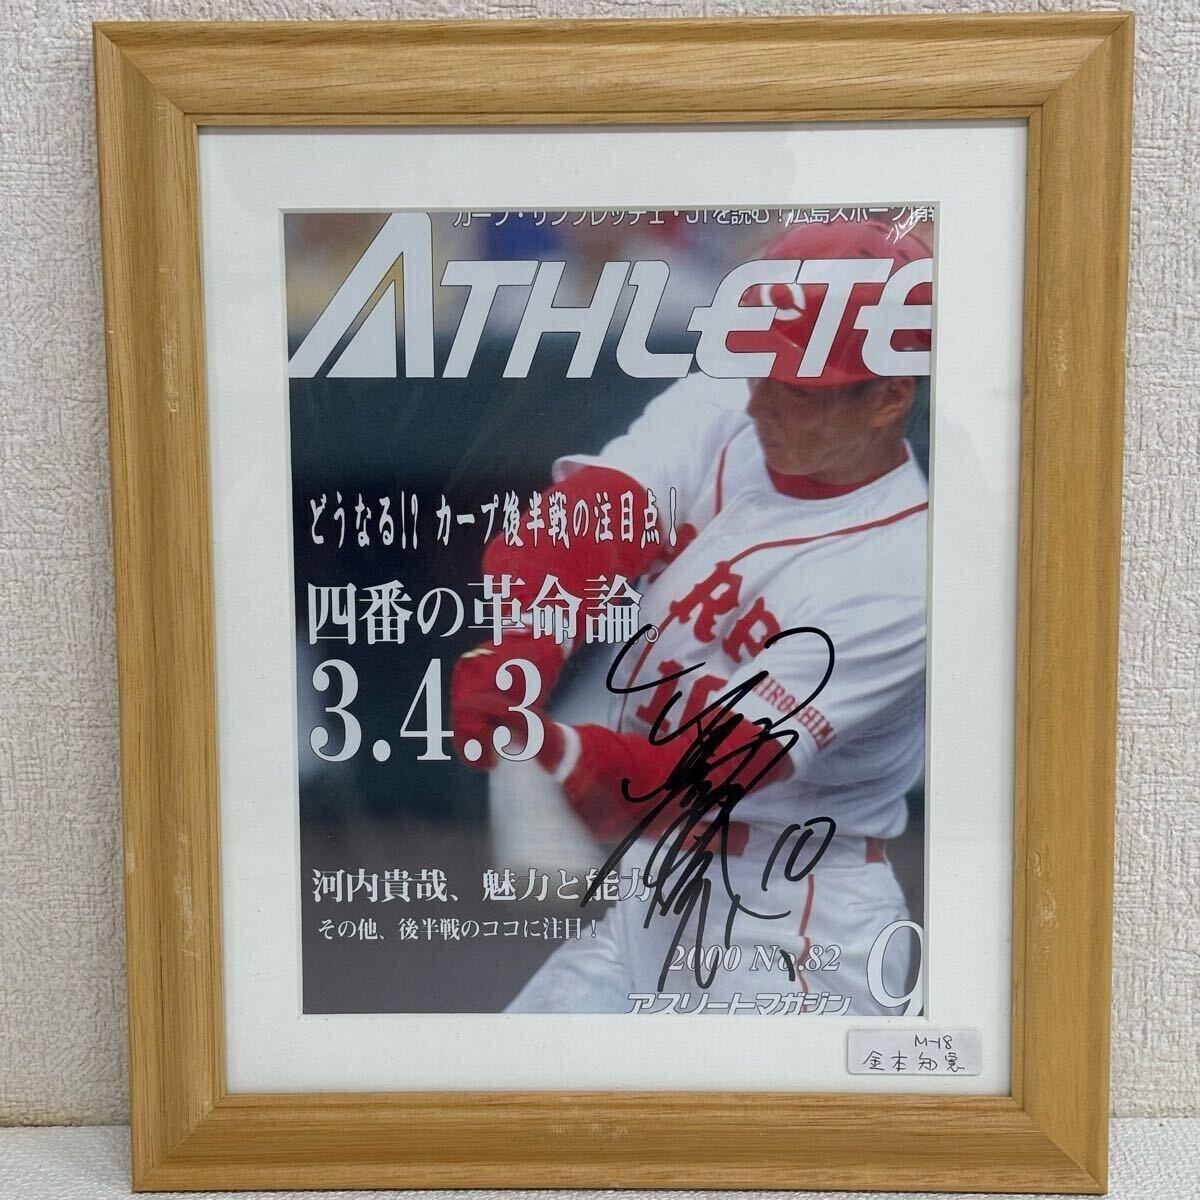 カープ・サンフレッチェ・JTを読む!広島スポーツ情
ATHLETE
どうなる!? カープ後半戦の注目点!
四番の革命論。
3.4.3
10
HIROSHIMA
河内貴哉、魅力と能力
その他、後半戦のココに注目!
10
2000 No.82
9
アスリートマガジン
M-18
金本知憲